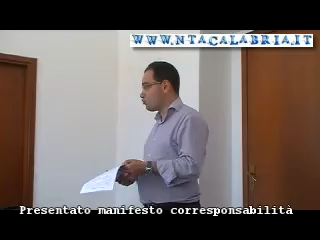 WWW.NTACALABRIA.IT
Presentato manifesto corresponsabilità